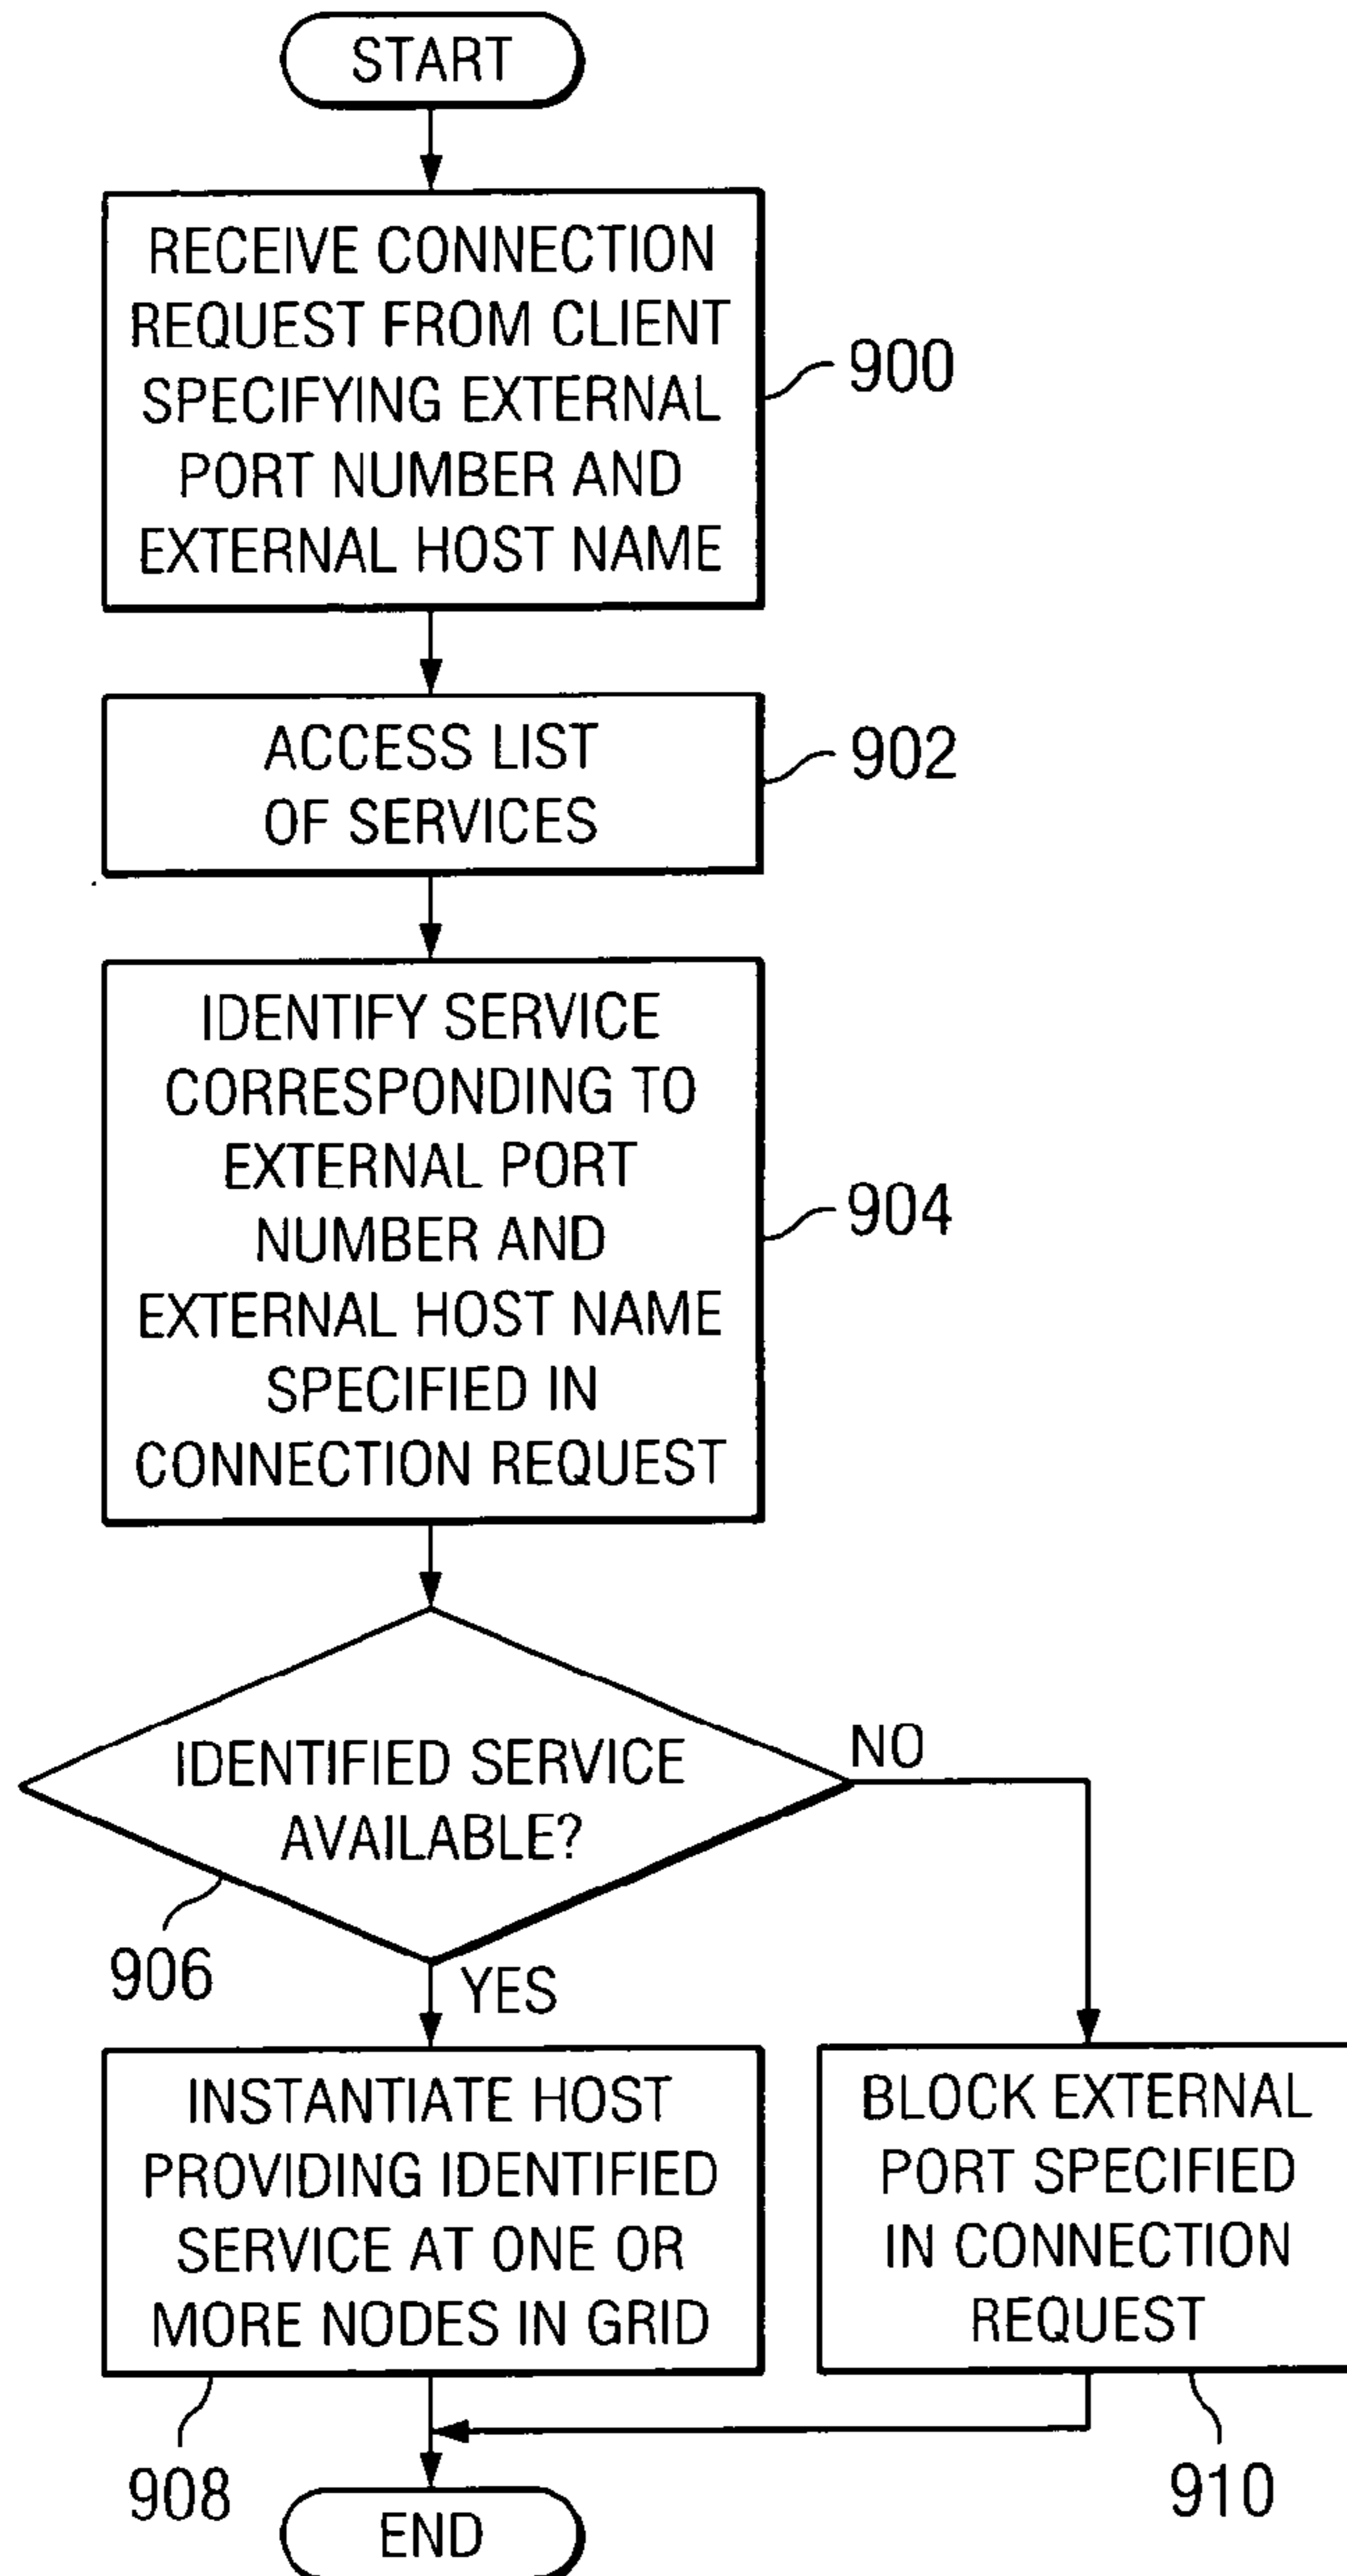 START
RECEIVE CONNECTION
REQUEST FROM CLIENT
SPECIFYING EXTERNAL
PORT NUMBER AND
EXTERNAL HOST NAME
900
ACCESS LIST
OF SERVICES
902
IDENTIFY SERVICE
CORRESPONDING TO
EXTERNAL PORT
NUMBER AND
EXTERNAL HOST NAME
SPECIFIED IN
CONNECTION REQUEST
904
IDENTIFIED SERVICE
AVAILABLE?
NO
906
YES
INSTANTIATE HOST
PROVIDING IDENTIFIED
SERVICE AT ONE OR
MORE NODES IN GRID
908
BLOCK EXTERNAL
PORT SPECIFIED
IN CONNECTION
REQUEST
910
END